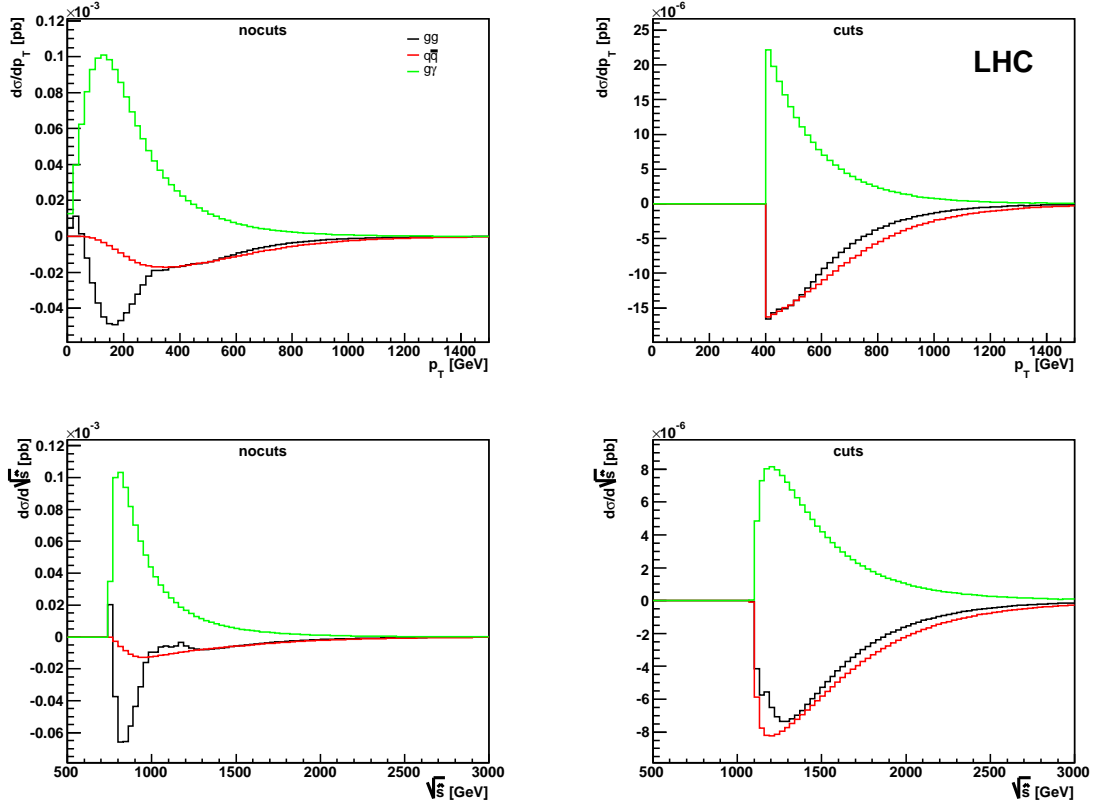 ×10⁻³
nocuts
dσ/dp_T [pb]
gg
qq̄
gγ
0.12
0.1
0.08
0.06
0.04
0.02
0
-0.02
-0.04
0 200 400 600 800 1000 1200 1400
p_T [GeV]
×10⁻⁶
cuts
LHC
dσ/dp_T [pb]
25
20
15
10
5
0
-5
-10
-15
0 200 400 600 800 1000 1200 1400
p_T [GeV]
×10⁻³
nocuts
dσ/d√ŝ [pb]
0.12
0.1
0.08
0.06
0.04
0.02
0
-0.02
-0.04
-0.06
500 1000 1500 2000 2500 3000
√ŝ [GeV]
×10⁻⁶
cuts
dσ/d√ŝ [pb]
8
6
4
2
0
-2
-4
-6
-8
500 1000 1500 2000 2500 3000
√ŝ [GeV]